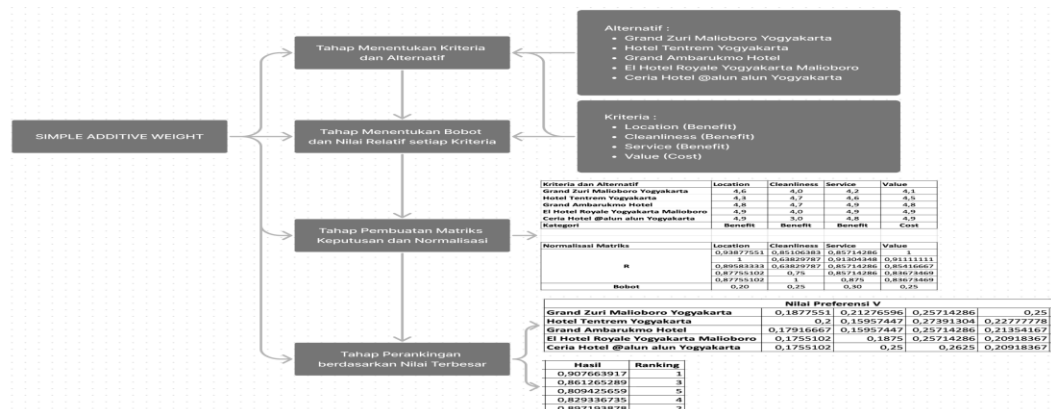 SIMPLE ADDITIVE WEIGHT
Tahap Menentukan Kriteria
dan Alternatif
Tahap Menentukan Bobot
dan Nilai Relatif setiap Kriteria
Tahap Pembuatan Matriks
Keputusan dan Normalisasi
Tahap Perankingan
berdasarkan Nilai Terbesar
Alternatif :
• Grand Zuri Malioboro Yogyakarta
• Hotel Tentrem Yogyakarta
• Grand Ambarukmo Hotel
• El Hotel Royale Yogyakarta Malioboro
• Ceria Hotel @alun alun Yogyakarta
Kriteria :
• Location (Benefit)
• Cleanliness (Benefit)
• Service (Benefit)
• Value (Cost)
Kriteria dan Alternatif Location Cleanliness Service Value
Grand Zuri Malioboro Yogyakarta 4,6 4,0 4,2 4,1
Hotel Tentrem Yogyakarta 4,3 4,7 4,6 4,5
Grand Ambarukmo Hotel 4,8 4,7 4,9 4,8
El Hotel Royale Yogyakarta Malioboro 4,9 4,0 4,9 4,9
Ceria Hotel @alun alun Yogyakarta 4,9 3,0 4,8 4,9
Kategori Benefit Benefit Benefit Cost
Normalisasi Matriks Location Cleanliness Service Value
0,93877551 0,85106383 0,85714286 1
1 0,63829787 0,91304348 0,91111111
R 0,89583333 0,63829787 0,85714286 0,85416667
0,87755102 0,75 0,85714286 0,83673469
0,87755102 1 0,875 0,83673469
Bobot 0,20 0,25 0,30 0,25
Nilai Preferensi V
Grand Zuri Malioboro Yogyakarta 0,1877551 0,21276596 0,25714286 0,25
Hotel Tentrem Yogyakarta 0,2 0,15957447 0,27391304 0,22777778
Grand Ambarukmo Hotel 0,17916667 0,15957447 0,25714286 0,21354167
El Hotel Royale Yogyakarta Malioboro 0,1755102 0,1875 0,25714286 0,20918367
Ceria Hotel @alun alun Yogyakarta 0,1755102 0,25 0,2625 0,20918367
Hasil Ranking
0,907663917 1
0,861265289 3
0,809425659 5
0,829336735 4
0,897193878 2